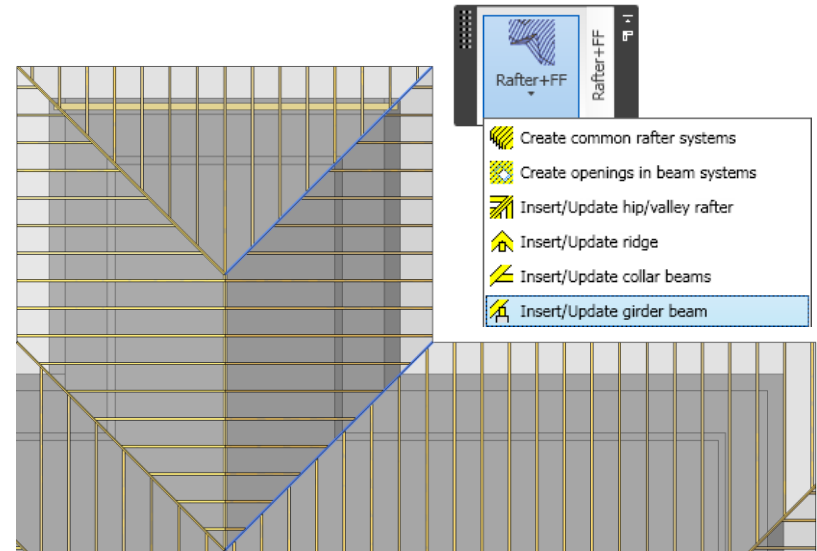 Rafter+FF
Rafter+FF
Create common rafter systems
Create openings in beam systems
Insert/Update hip/valley rafter
Insert/Update ridge
Insert/Update collar beams
Insert/Update girder beam